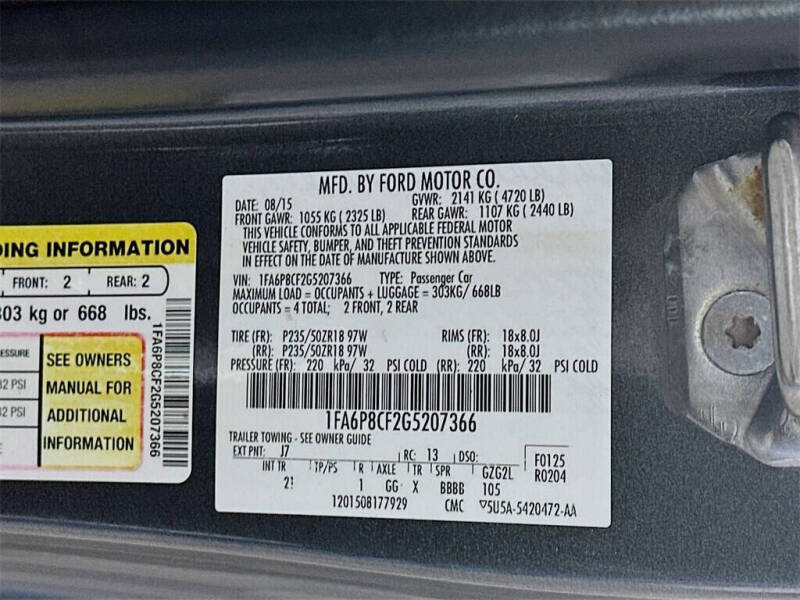 DING INFORMATION
FRONT: 2 REAR: 2
303 kg or 668 lbs.
PRESSURE
32 PSI
32 PSI
SEE OWNERS
MANUAL FOR
ADDITIONAL
INFORMATION
1FA6P8CF2G5207366
MFD. BY FORD MOTOR CO.
DATE: 08/15 GVWR: 2141 KG ( 4720 LB)
FRONT GAWR: 1055 KG ( 2325 LB) REAR GAWR: 1107 KG ( 2440 LB)
THIS VEHICLE CONFORMS TO ALL APPLICABLE FEDERAL MOTOR
VEHICLE SAFETY, BUMPER, AND THEFT PREVENTION STANDARDS
IN EFFECT ON THE DATE OF MANUFACTURE SHOWN ABOVE.
VIN: 1FA6P8CF2G5207366 TYPE: Passenger Car
MAXIMUM LOAD = OCCUPANTS + LUGGAGE = 303KG/ 668LB
OCCUPANTS = 4 TOTAL; 2 FRONT, 2 REAR
TIRE (FR): P235/50ZR18 97W RIMS (FR): 18x8.0J
(RR): P235/50ZR18 97W (RR): 18x8.0J
PRESSURE (FR): 220 kPa/ 32 PSI COLD (RR): 220 kPa/ 32 PSI COLD
1FA6P8CF2G5207366
TRAILER TOWING - SEE OWNER GUIDE
EXT PNT: J7 RC: 13 DSO: F0125
INT TR TP/PS R AXLE TR SPR GZG2L R0204
1 GG X BBBB 105
1201508177929 CMC ▽5U5A-5420472-AA